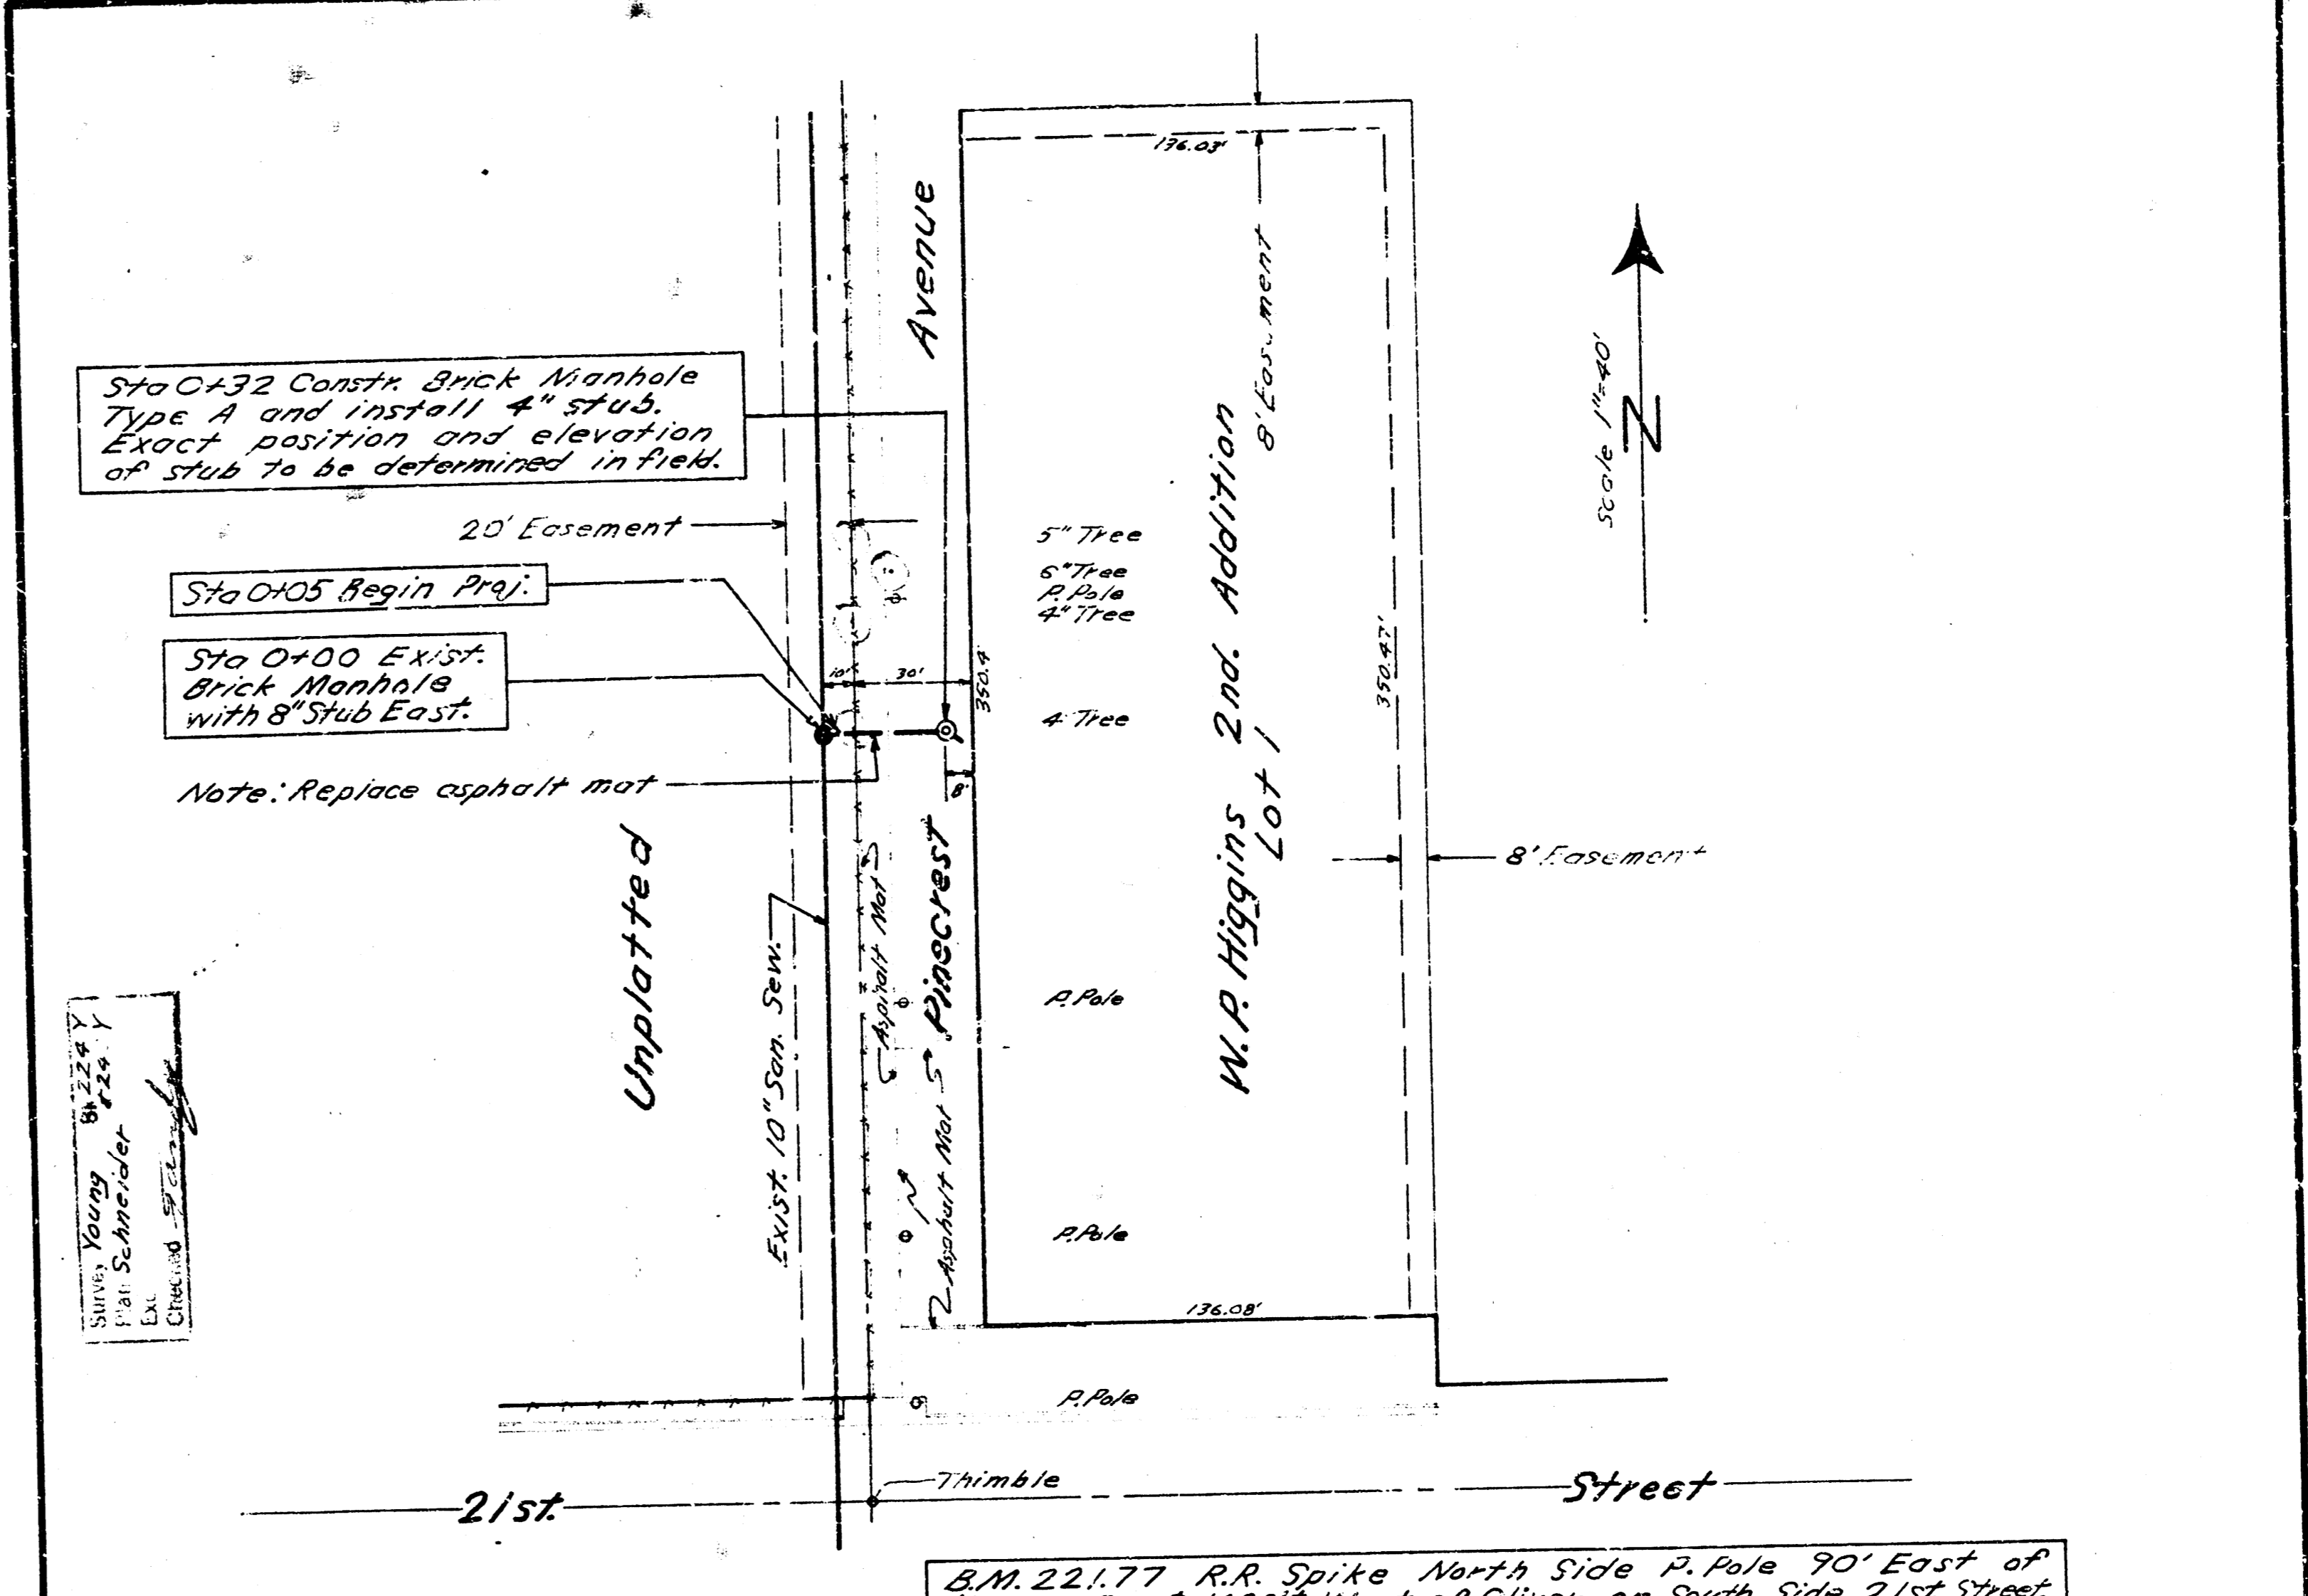 136.03'
Avenue
8' Easement
Scale 1"=40'
N
Sta 0+32 Constr. Brick Manhole
Type A and install 4" stub.
Exact position and elevation
of stub to be determined in field.
20' Easement
5" Tree
6" Tree
P. Pole
4" Tree
Sta 0+05 Begin Proj.
Sta 0+00 Exist.
Brick Manhole
with 8" Stub East.
10'
30'
350.4
350.47'
4" Tree
Note: Replace asphalt mat
8'
W.P. Higgins 2nd. Addition
Lot 1
8' Easement
Unplatted
Exist. 10" San. Sew.
Asphalt Mat
Pinecrest
Asphalt Mat
P. Pole
P. Pole
136.08'
P. Pole
Survey Young
Plan Schneider
Checked
Thimble
21st. Street
B.M. 221.77 R.R. Spike North Side P. Pole 90' East of
on South Side 21st Street